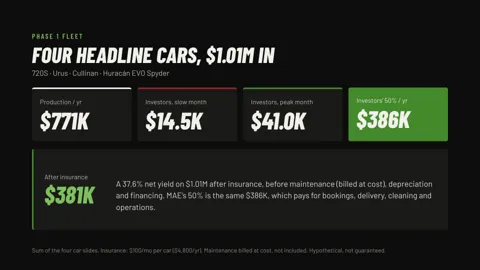 PHASE 1 FLEET
FOUR HEADLINE CARS, $1.01M IN
720S · Urus · Cullinan · Huracán EVO Spyder
Production / yr
$771K
Investors, slow month
$14.5K
Investors, peak month
$41.0K
Investors' 50% / yr
$386K
After insurance
$381K
A 37.6% net yield on $1.01M after insurance, before maintenance (billed at cost), depreciation
and financing. MAE's 50% is the same $386K, which pays for bookings, delivery, cleaning and
operations.
Sum of the four car slides. Insurance: $100/mo per car ($4,800/yr). Maintenance billed at cost, not included. Hypothetical, not guaranteed.